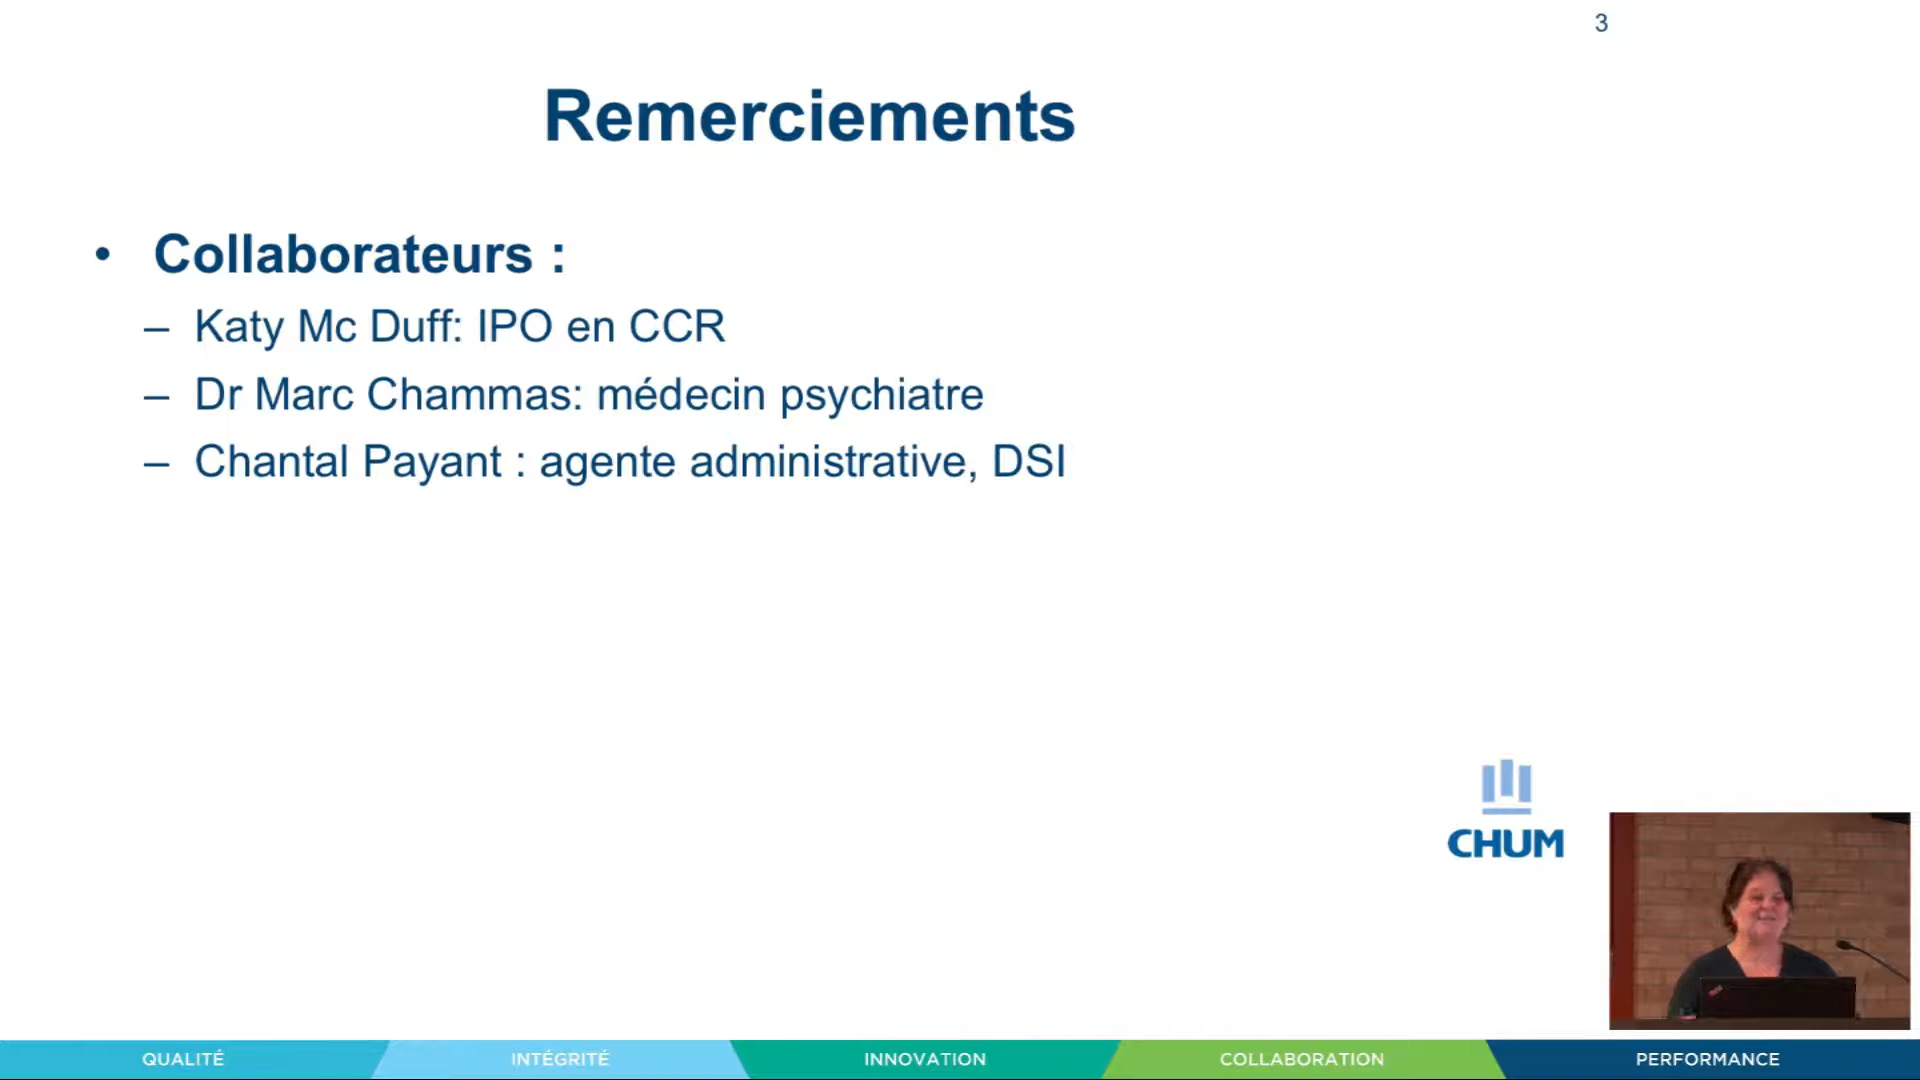 3
Remerciements
• Collaborateurs :
– Katy Mc Duff: IPO en CCR
– Dr Marc Chammas: médecin psychiatre
– Chantal Payant : agente administrative, DSI
CHUM
QUALITÉ INTÉGRITÉ INNOVATION COLLABORATION PERFORMANCE